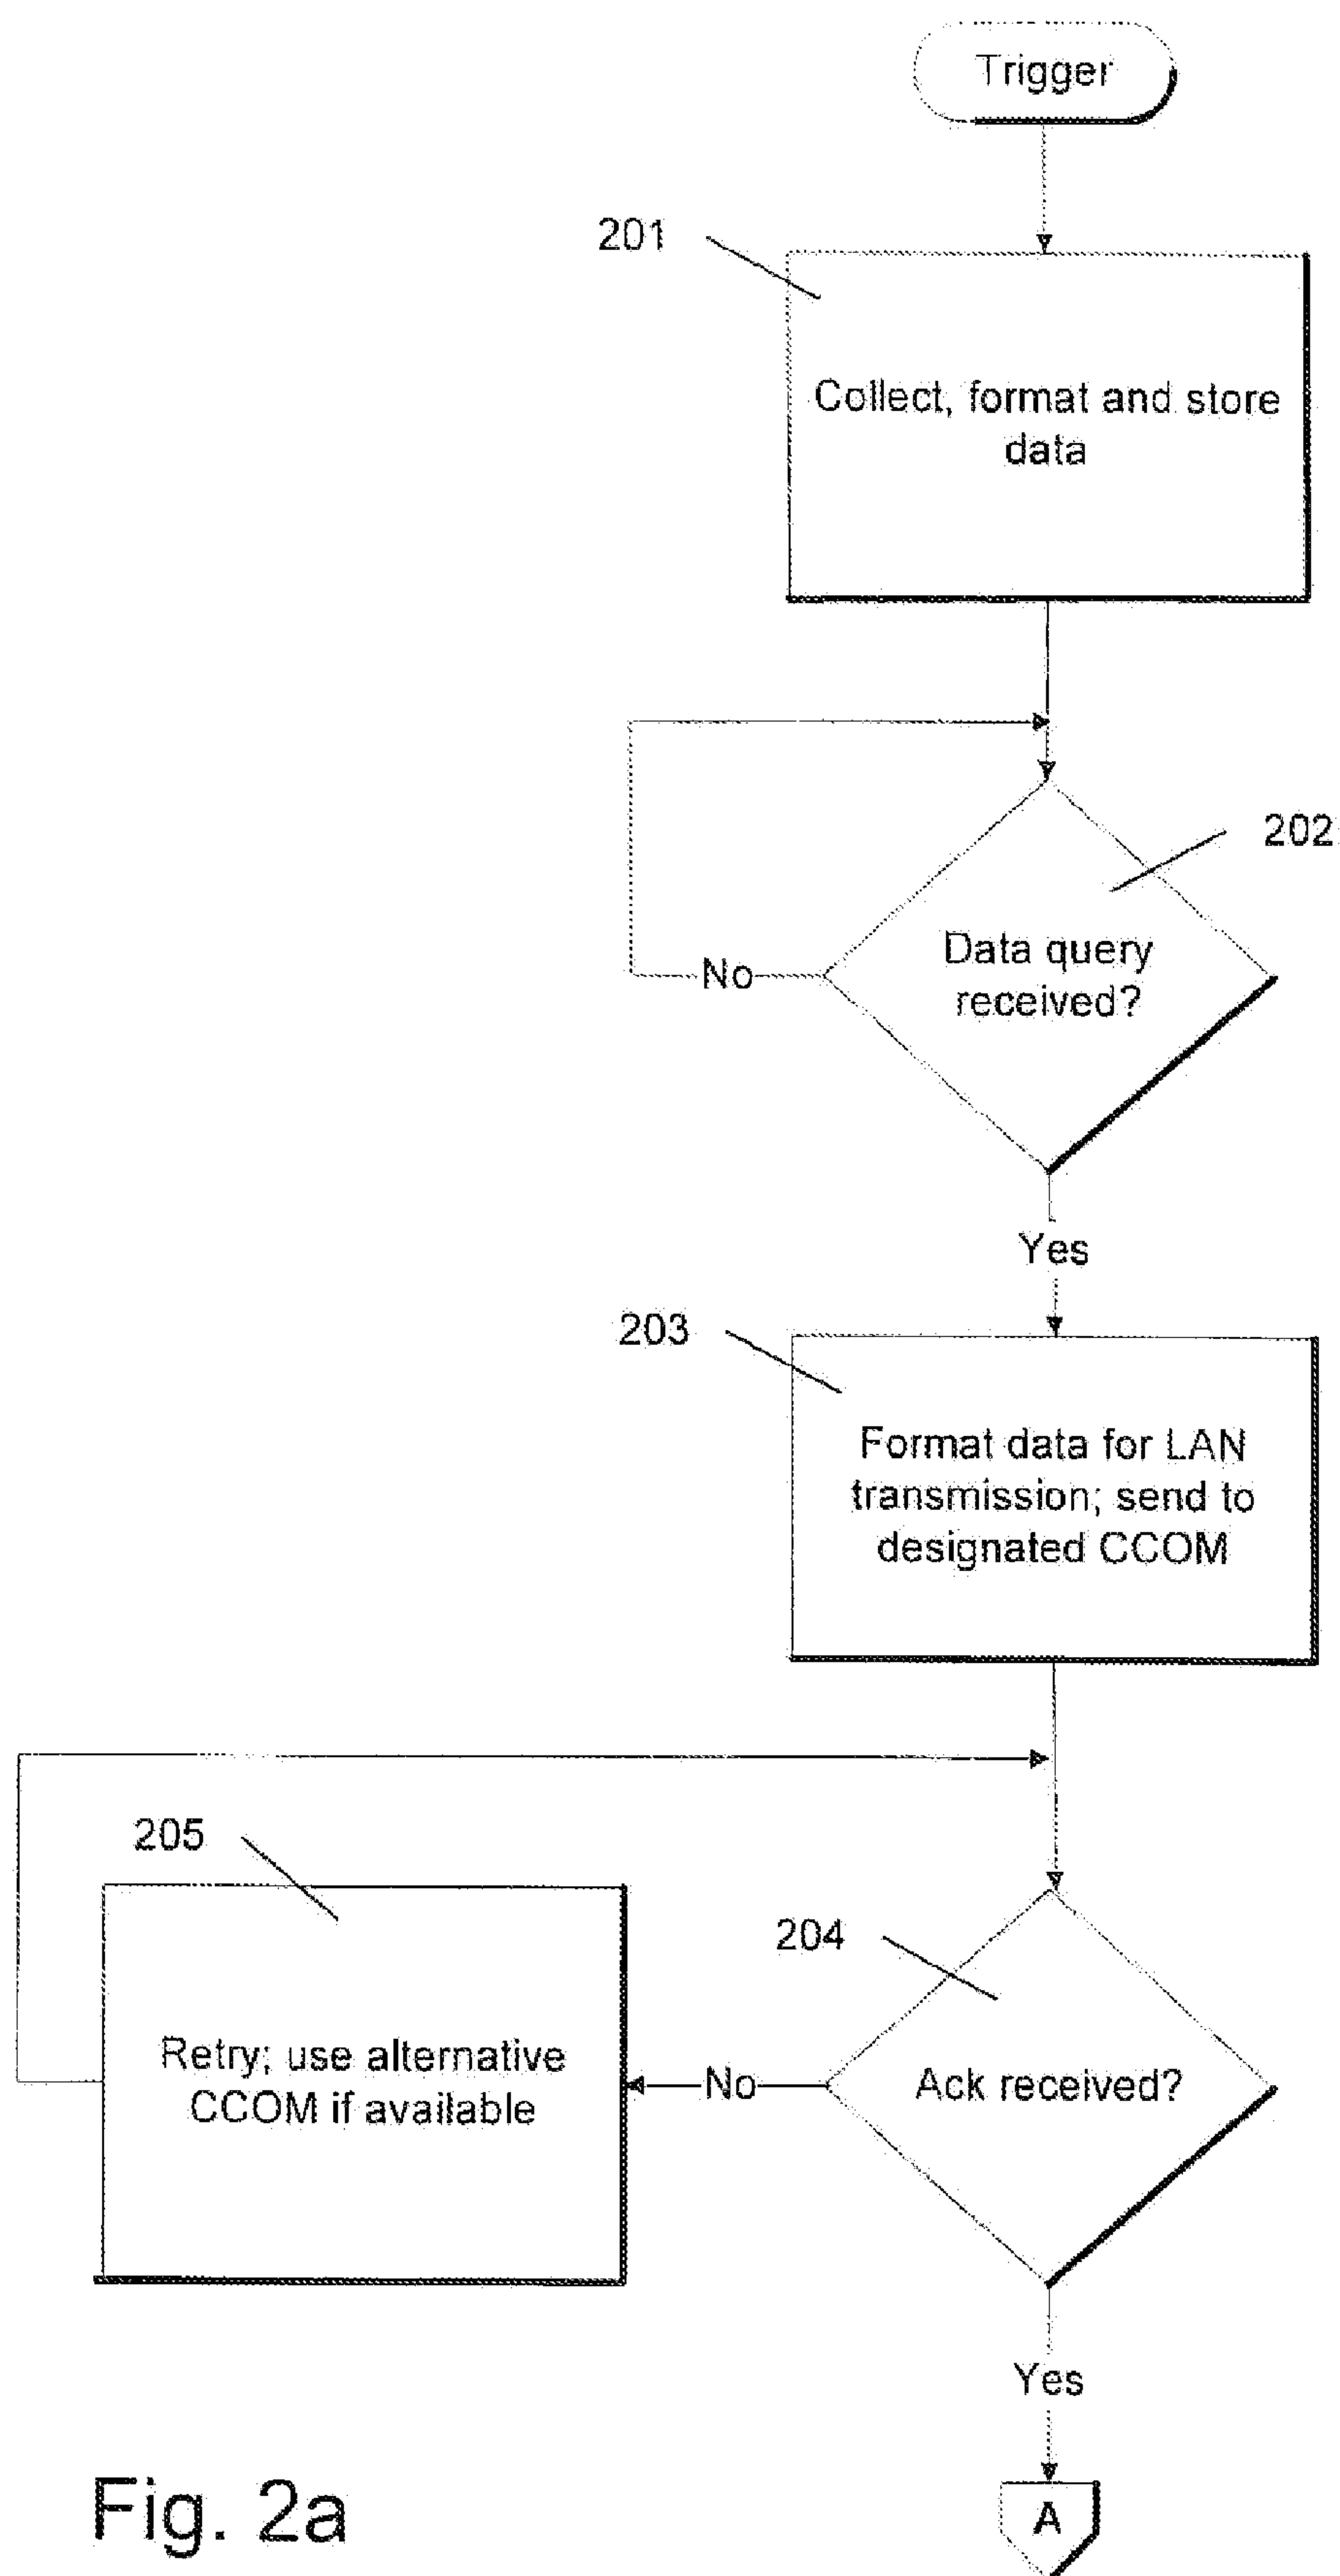 Trigger
201
Collect, format and store
data
202
Data query
received?
No
Yes
203
Format data for LAN
transmission; send to
designated CCOM
205
204
Retry; use alternative
CCOM if available
No
Ack received?
Yes
A
Fig. 2a